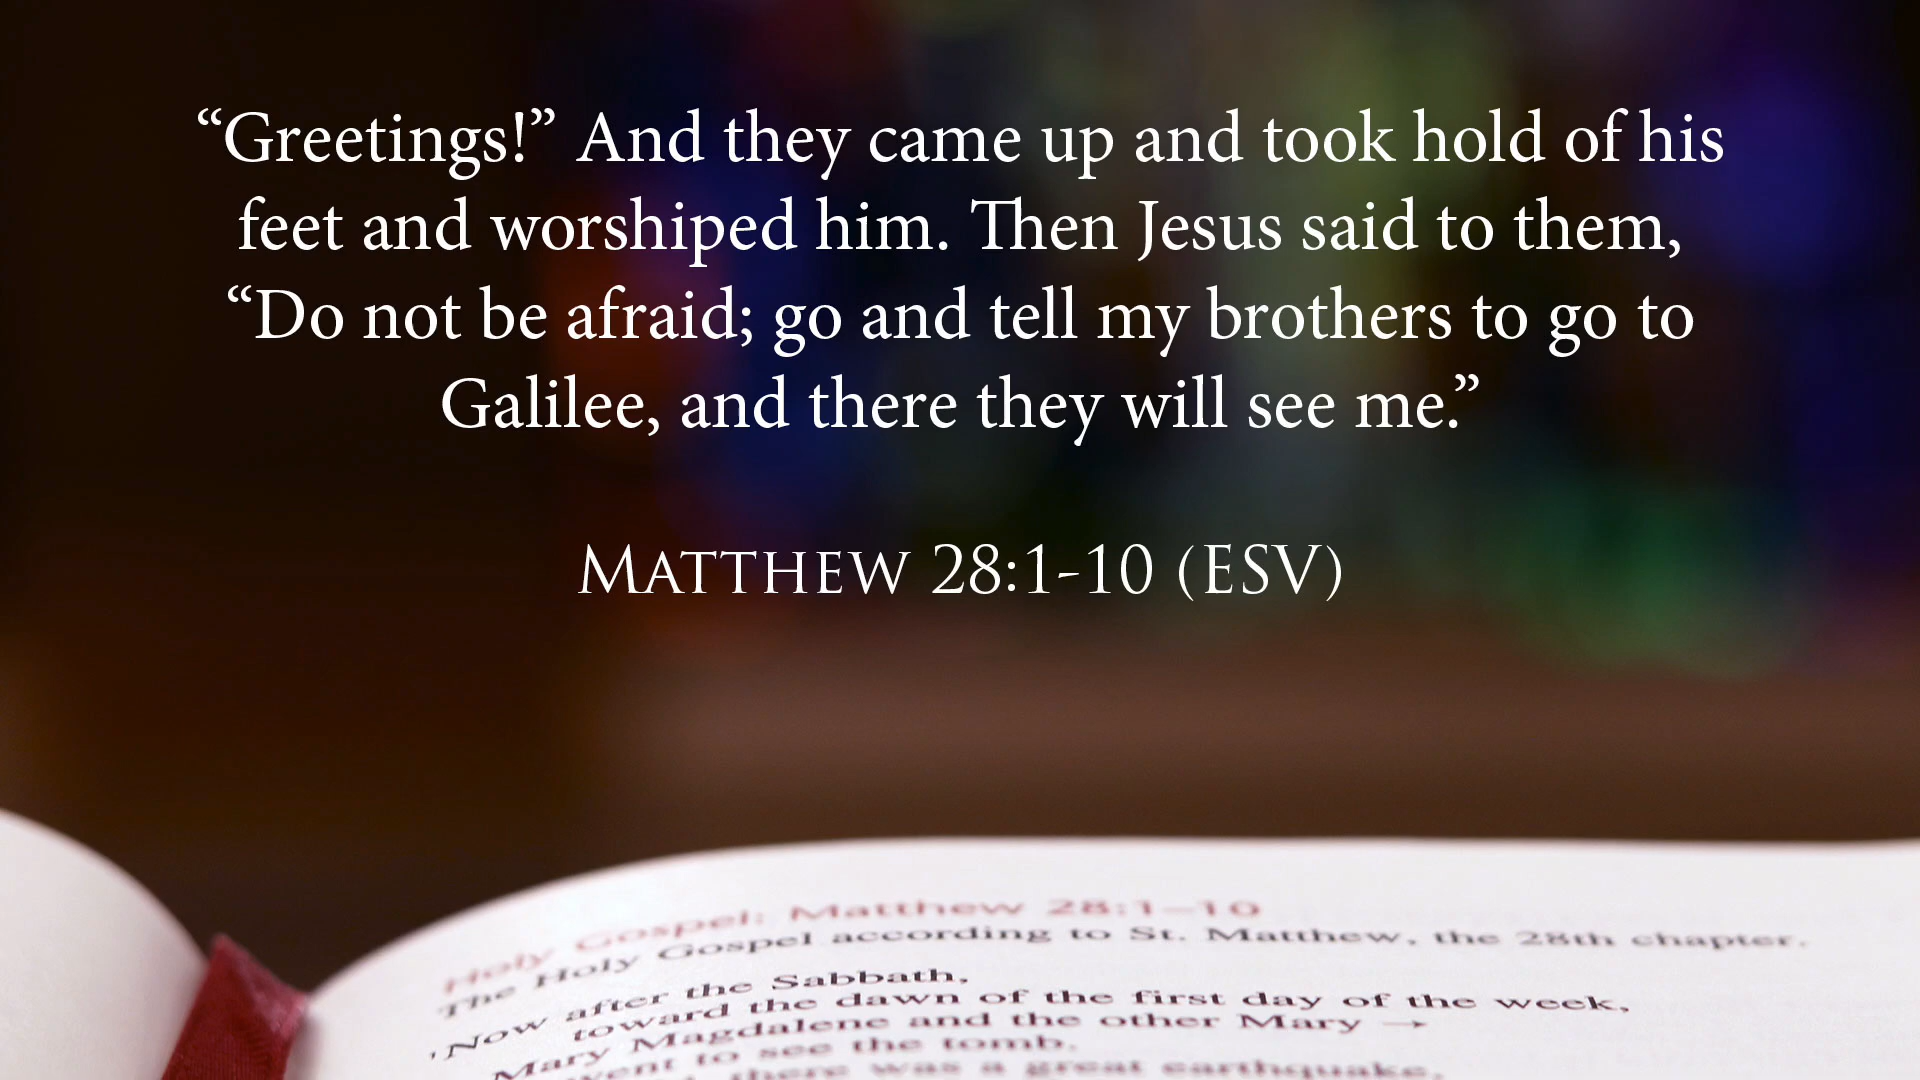 “Greetings!” And they came up and took hold of his
feet and worshiped him. Then Jesus said to them,
“Do not be afraid; go and tell my brothers to go to
Galilee, and there they will see me.”
MATTHEW 28:1-10 (ESV)
Holy Gospel: Matthew 28:1–10
The Holy Gospel according to St. Matthew, the 28th chapter.
Now after the Sabbath,
toward the dawn of the first day of the week,
Mary Magdalene and the other Mary →
went to see the tomb.
there was a great earthquake,